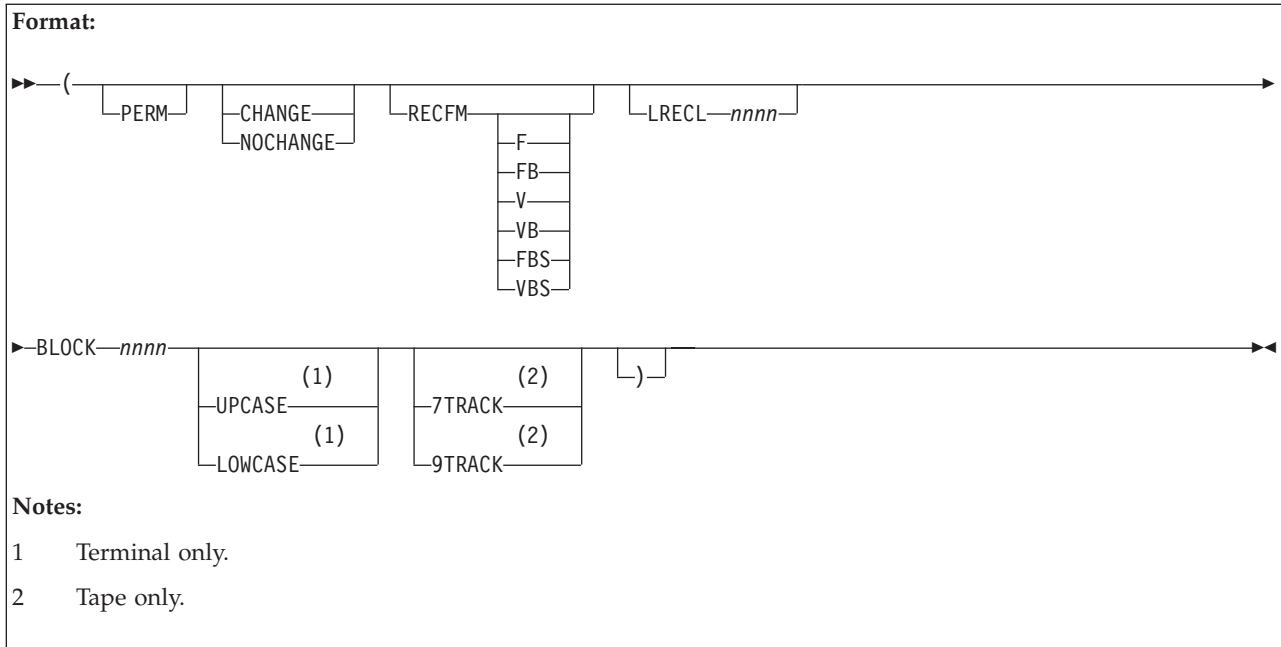 Format:
(
PERM CHANGE RECFM LRECL nnnn
NOCHANGE F
FB
V
VB
FBS
VBS
BLOCK nnnn
(1) (2) )
UPCASE 7TRACK
(1) (2)
LOWCASE 9TRACK
Notes:
1 Terminal only.
2 Tape only.